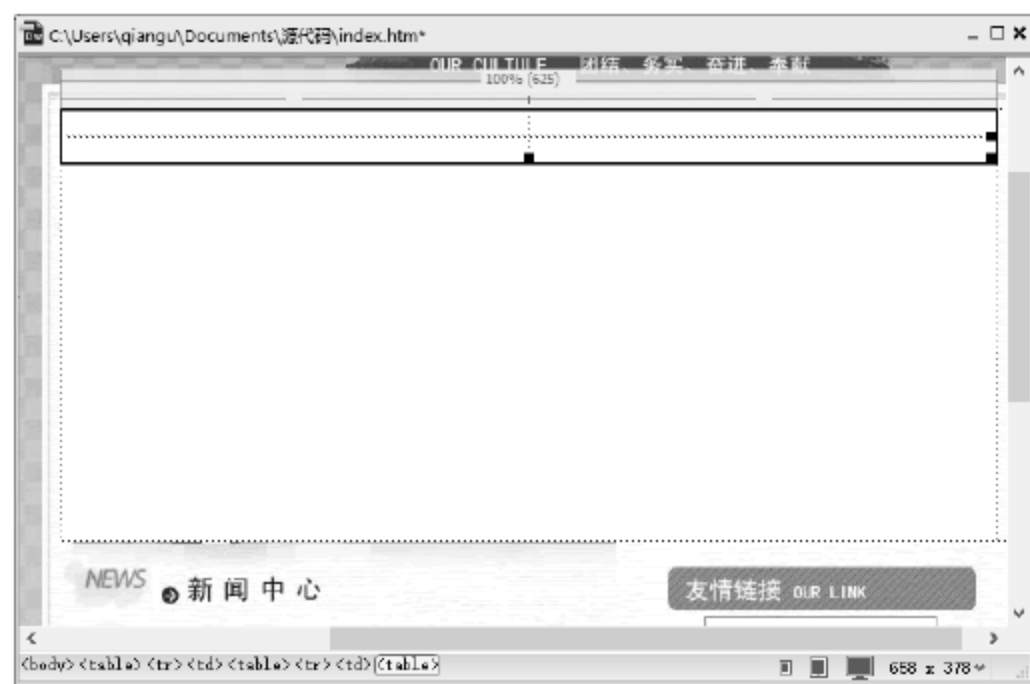 C:\Users\qiangu\Documents\源代码\index.htm*
OUR CULTULE 团结、务实、奋进、奉献
100% (625)
NEWS 新闻中心
友情链接 OUR LINK
<body> <table> <tr> <td> <table> <tr> <td> <table>
658 x 378